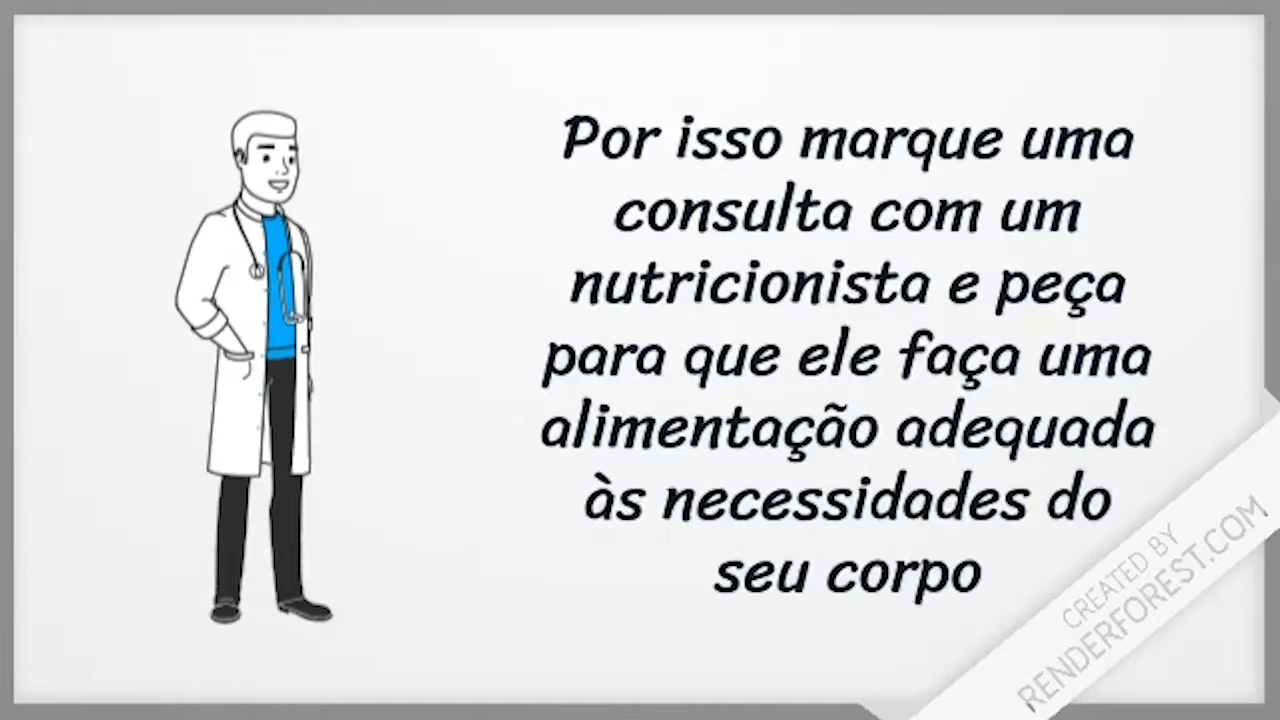 Por isso marque uma
consulta com um
nutricionista e peça
para que ele faça uma
alimentação adequada
às necessidades do
seu corpo
CREATED BY
RENDERFOREST.COM